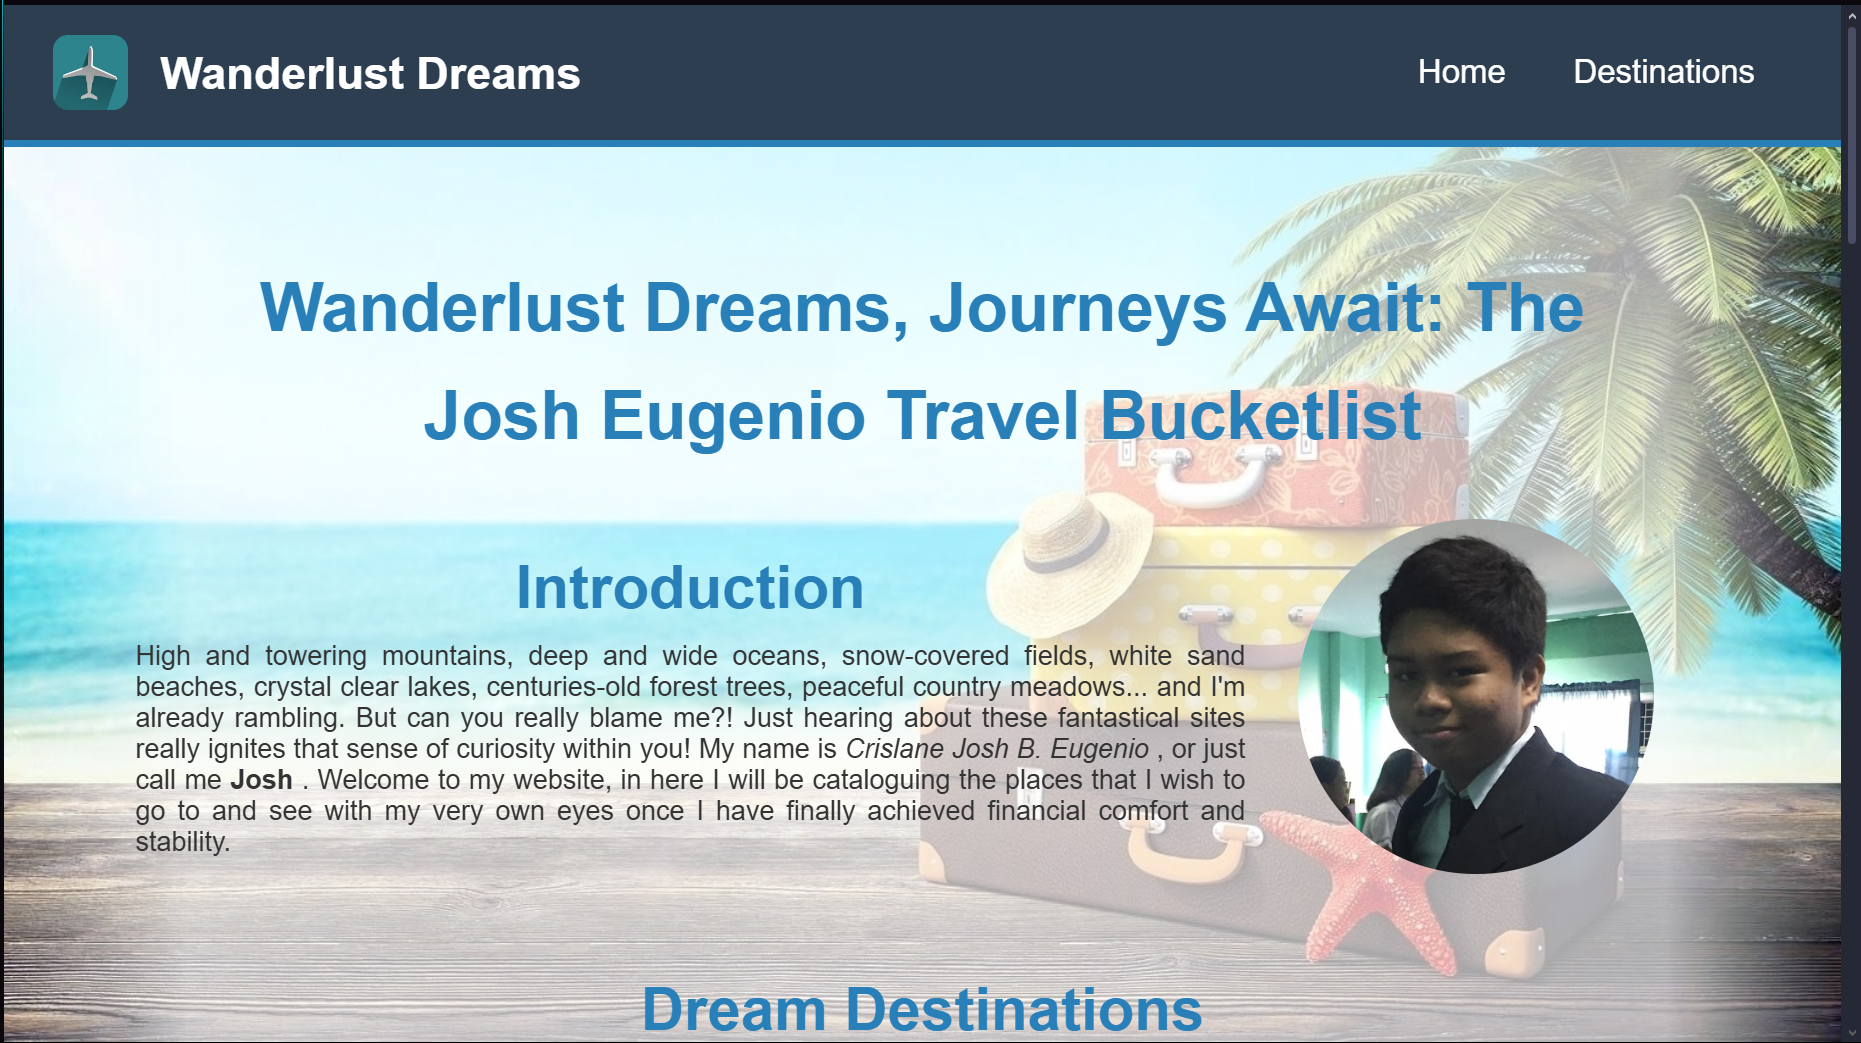 Wanderlust Dreams
Home
Destinations
Wanderlust Dreams, Journeys Await: The
Josh Eugenio Travel Bucketlist
Introduction
High and towering mountains, deep and wide oceans, snow-covered fields, white sand
beaches, crystal clear lakes, centuries-old forest trees, peaceful country meadows... and I'm
already rambling. But can you really blame me?! Just hearing about these fantastical sites
really ignites that sense of curiosity within you! My name is Crislane Josh B. Eugenio , or just
call me Josh . Welcome to my website, in here I will be cataloguing the places that I wish to
go to and see with my very own eyes once I have finally achieved financial comfort and
stability.
Dream Destinations